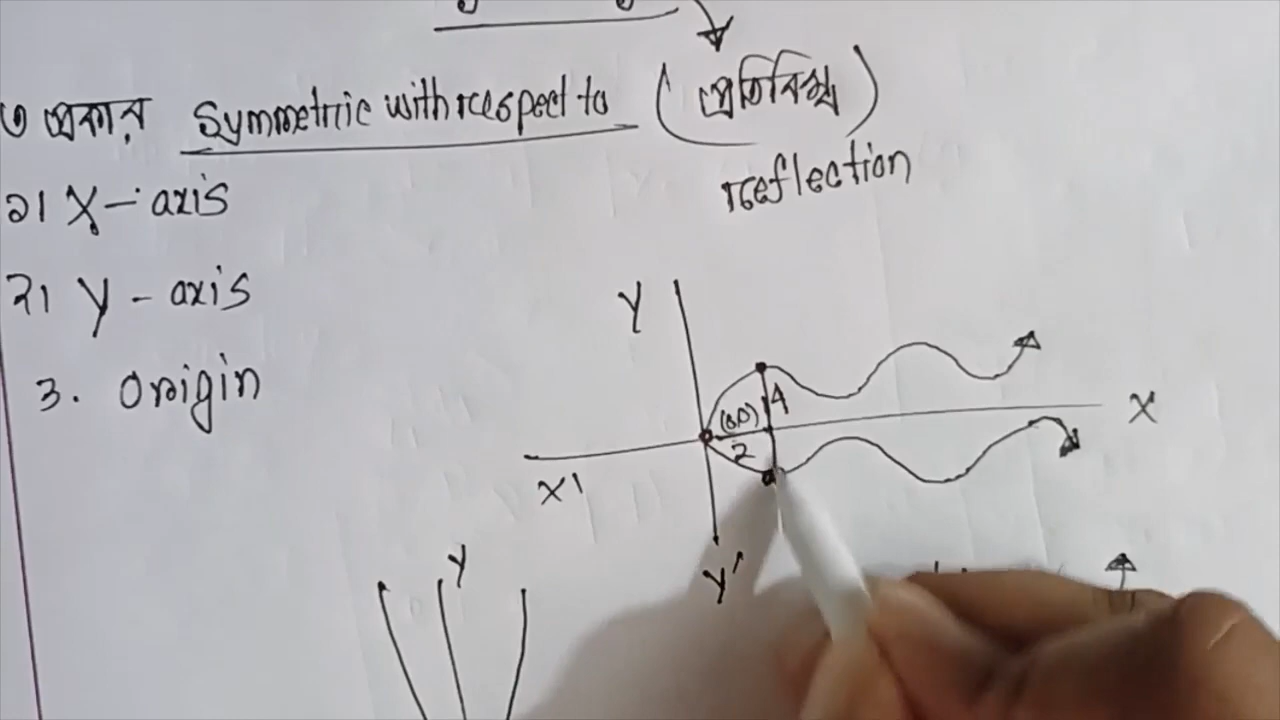 ৩ প্রকার Symmetric with respect to (প্রতিবিম্ব)
reflection
১। X - axis
২। Y - axis
3. Origin
Y
X
4
(0,0)
2
X'
Y'
Y